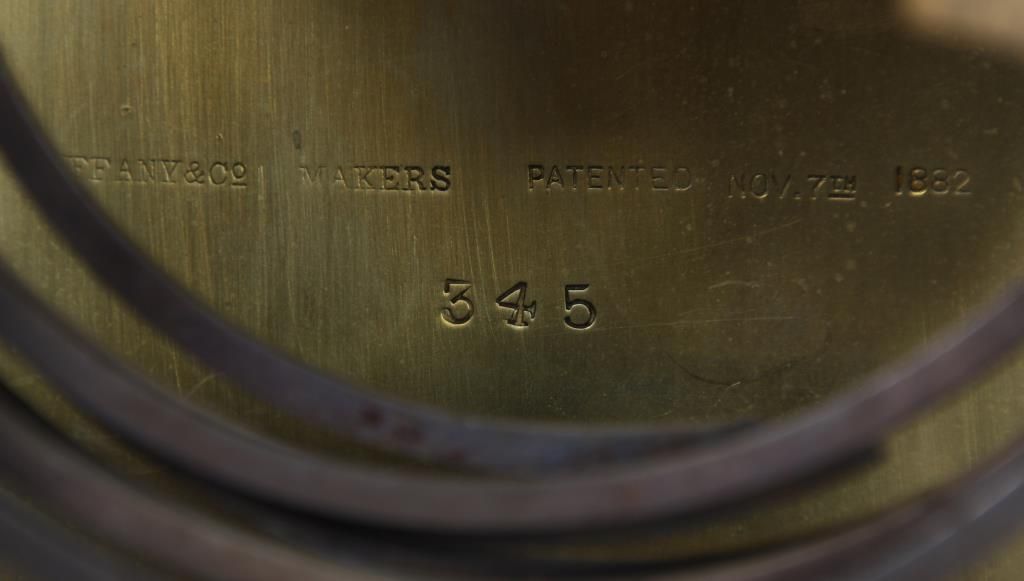 FFANY & Cº MAKERS PATENTED NOV. 7TH 1882
345